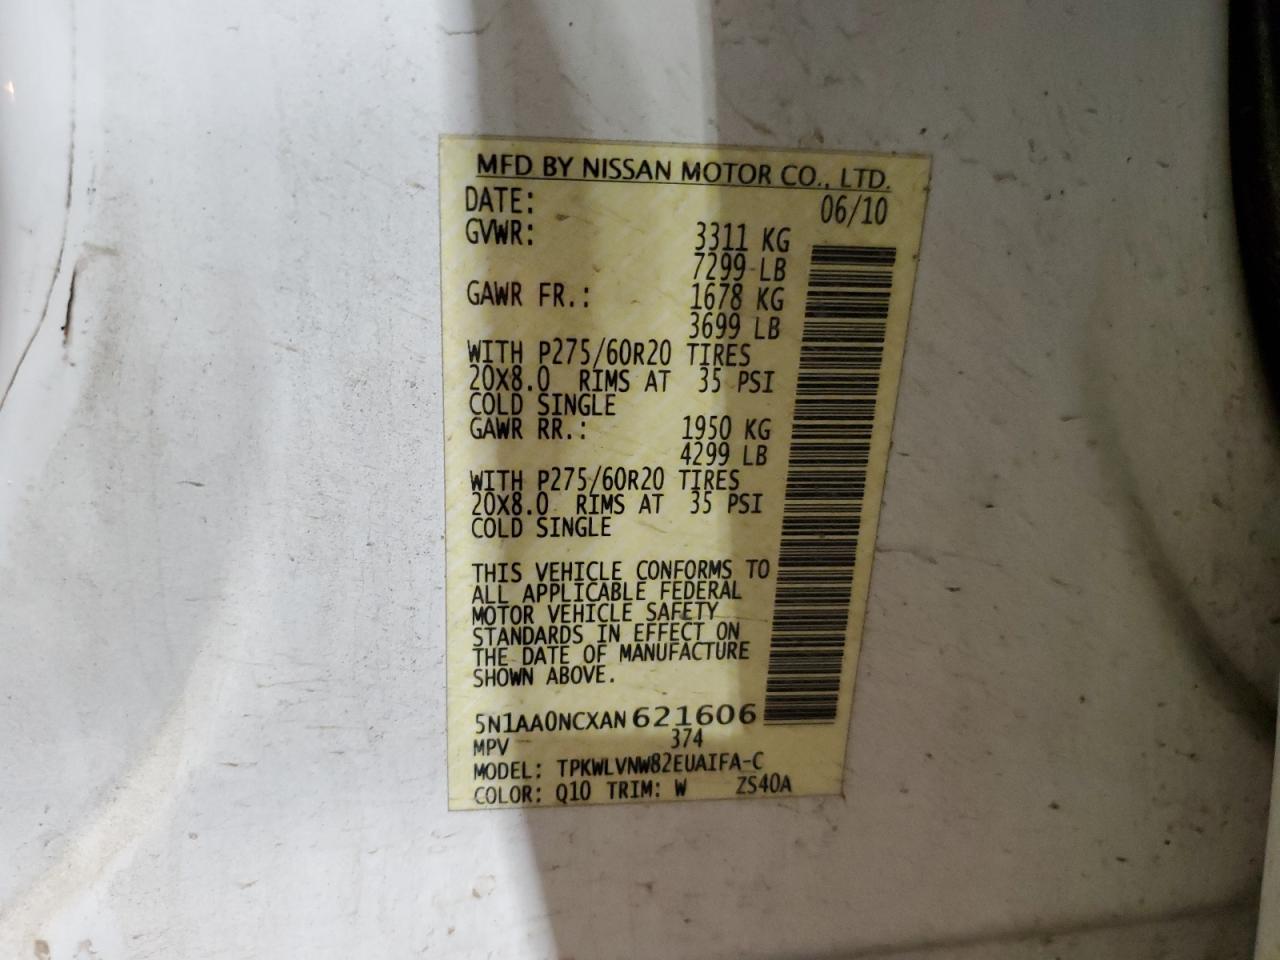 MFD BY NISSAN MOTOR CO., LTD.
DATE: 06/10
GVWR: 3311 KG
7299 LB
GAWR FR.: 1678 KG
3699 LB
WITH P275/60R20 TIRES
20X8.0 RIMS AT 35 PSI
COLD SINGLE
GAWR RR.: 1950 KG
4299 LB
WITH P275/60R20 TIRES
20X8.0 RIMS AT 35 PSI
COLD SINGLE
THIS VEHICLE CONFORMS TO
ALL APPLICABLE FEDERAL
MOTOR VEHICLE SAFETY
STANDARDS IN EFFECT ON
THE DATE OF MANUFACTURE
SHOWN ABOVE.
5N1AA0NCXAN621606
MPV 374
MODEL: TPKWLVNW82EUAIFA-C
COLOR: Q10 TRIM: W ZS40A